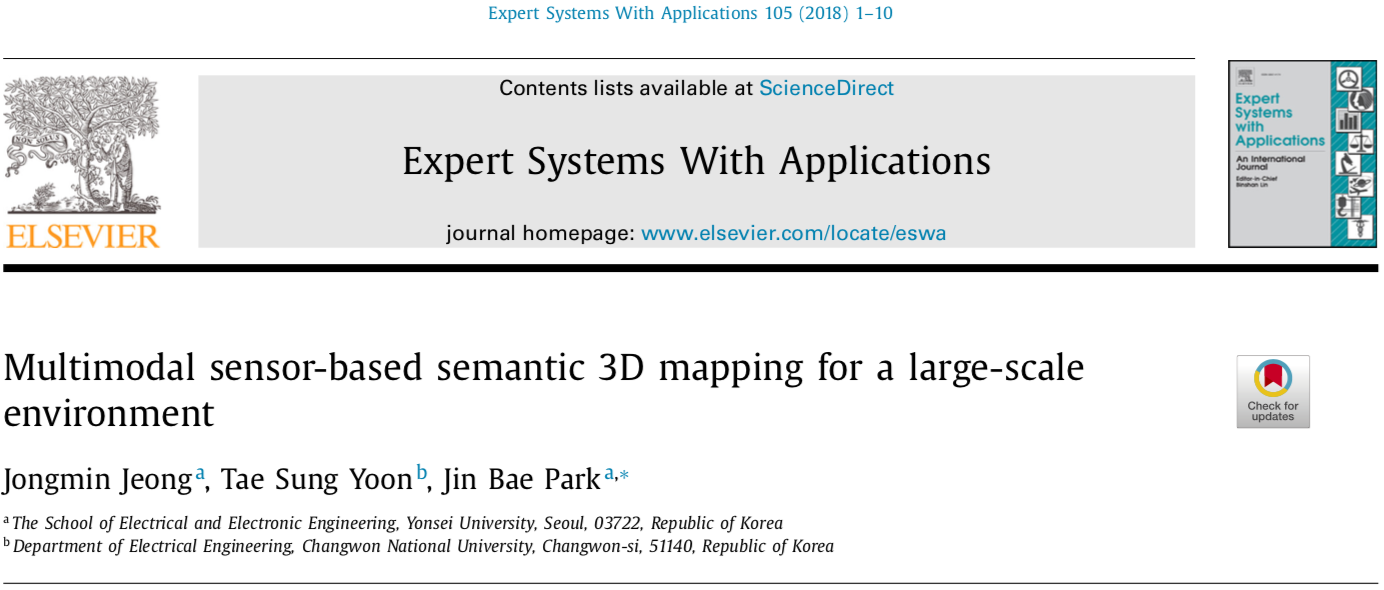 Expert Systems With Applications 105 (2018) 1–10
Contents lists available at ScienceDirect
Expert Systems With Applications
journal homepage: www.elsevier.com/locate/eswa
NON SOLUS
ELSEVIER
Expert
Systems
with
Applications
An International
Journal
Editor-in-Chief
Binshan Lin
Multimodal sensor-based semantic 3D mapping for a large-scale
environment
Check for
updates
Jongmin Jeong a, Tae Sung Yoon b, Jin Bae Park a,*
a The School of Electrical and Electronic Engineering, Yonsei University, Seoul, 03722, Republic of Korea
b Department of Electrical Engineering, Changwon National University, Changwon-si, 51140, Republic of Korea